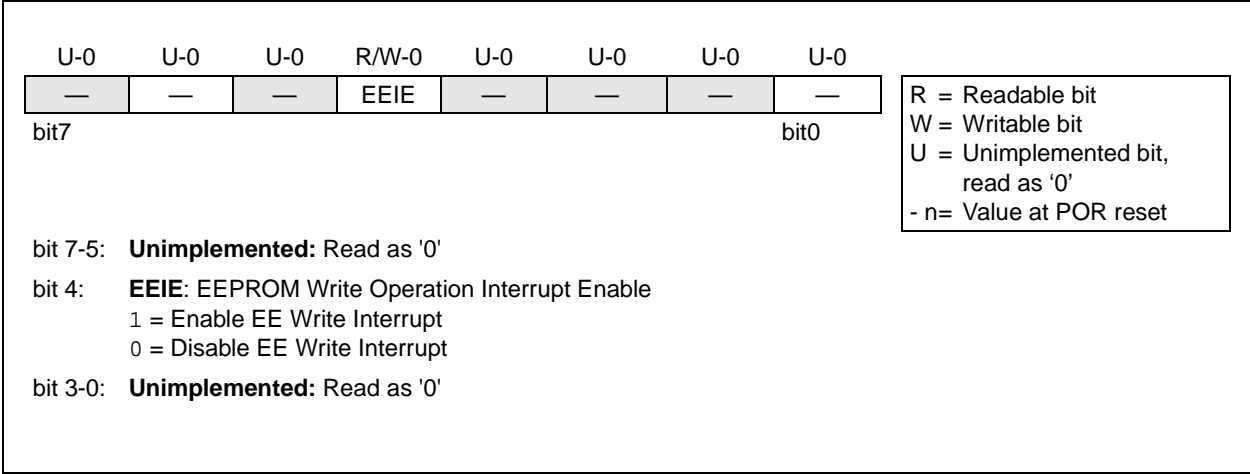 U-0 U-0 U-0 R/W-0 U-0 U-0 U-0 U-0
— — — EEIE — — — —
bit7 bit0
R = Readable bit
W = Writable bit
U = Unimplemented bit,
read as ‘0’
- n= Value at POR reset
bit 7-5: Unimplemented: Read as '0'
bit 4: EEIE: EEPROM Write Operation Interrupt Enable
1 = Enable EE Write Interrupt
0 = Disable EE Write Interrupt
bit 3-0: Unimplemented: Read as '0'